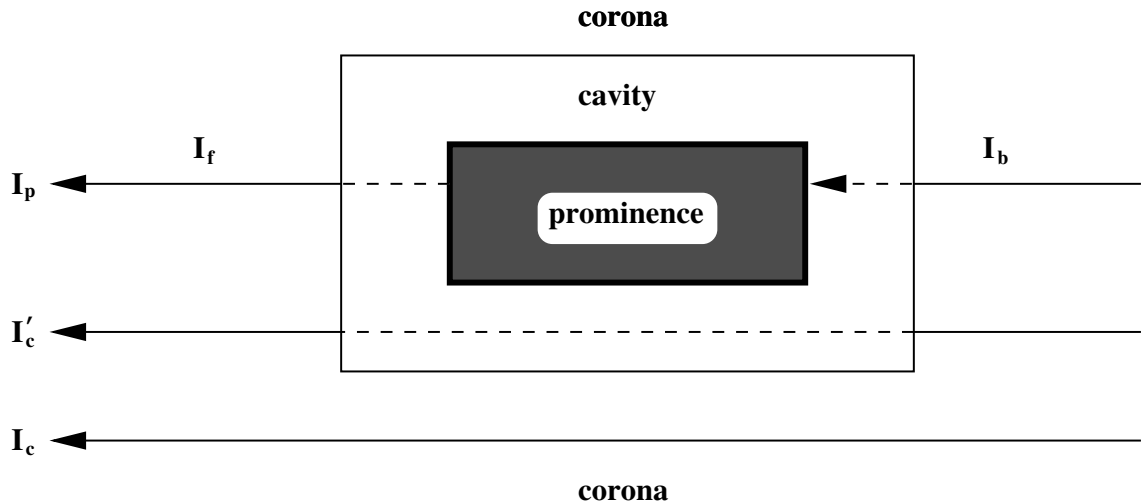 corona
cavity
I_f
I_b
I_p
prominence
I'_c
I_c
corona